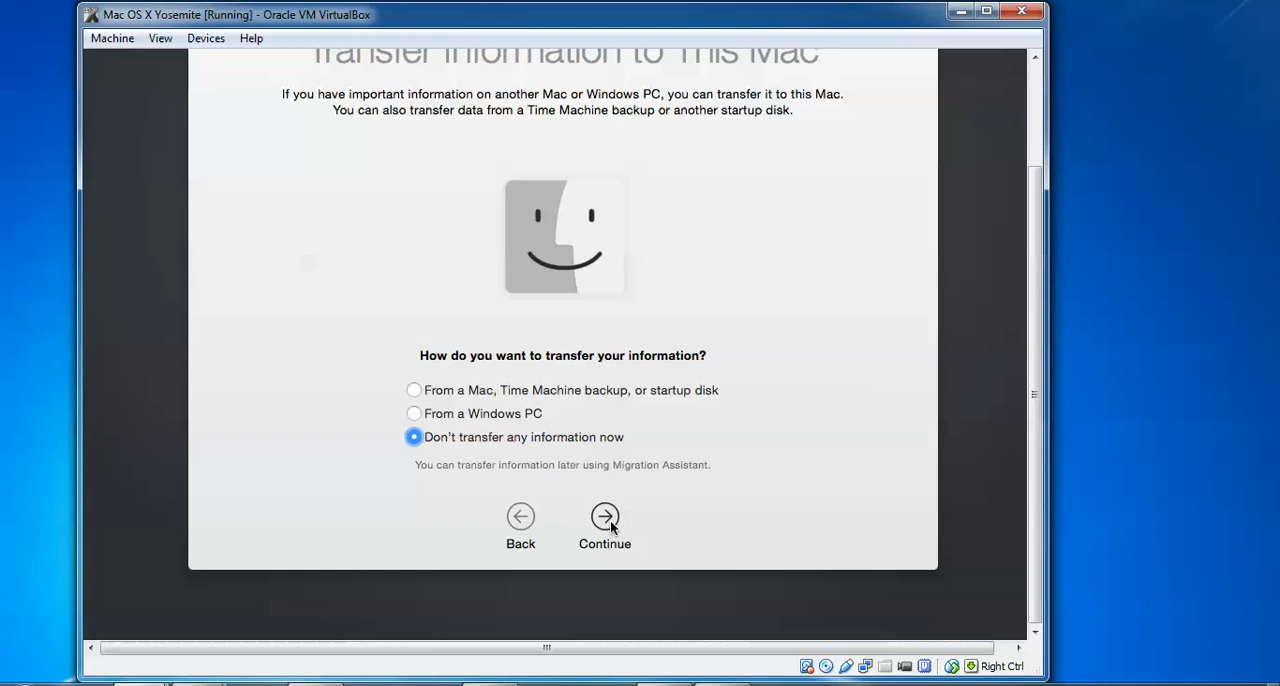 Mac OS X Yosemite [Running] - Oracle VM VirtualBox
Machine View Devices Help
Transfer Information to This Mac
If you have important information on another Mac or Windows PC, you can transfer it to this Mac.
You can also transfer data from a Time Machine backup or another startup disk.
How do you want to transfer your information?
From a Mac, Time Machine backup, or startup disk
From a Windows PC
Don't transfer any information now
You can transfer information later using Migration Assistant.
Back Continue
Right Ctrl